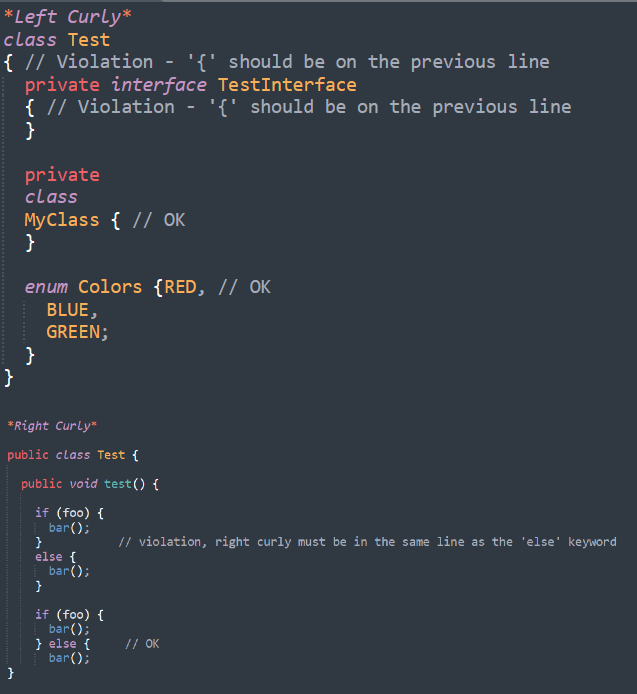 *Left Curly*
class Test
{ // Violation - '{' should be on the previous line
  private interface TestInterface
  { // Violation - '{' should be on the previous line
  }

  private
  class
  MyClass { // OK
  }

  enum Colors {RED, // OK
    BLUE,
    GREEN;
  }
}

*Right Curly*

public class Test {

  public void test() {

    if (foo) {
      bar();
    }           // violation, right curly must be in the same line as the 'else' keyword
    else {
      bar();
    }

    if (foo) {
      bar();
    } else {     // OK
      bar();
}